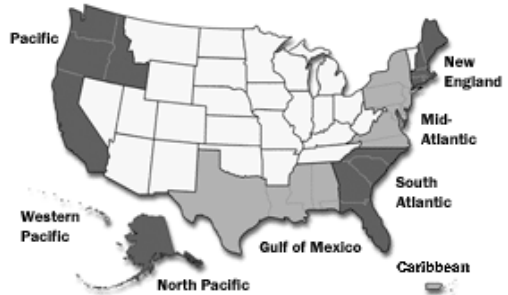 Pacific
New
England
Mid-
Atlantic
South
Atlantic
Western
Pacific
Gulf of Mexico
Caribbean
North Pacific